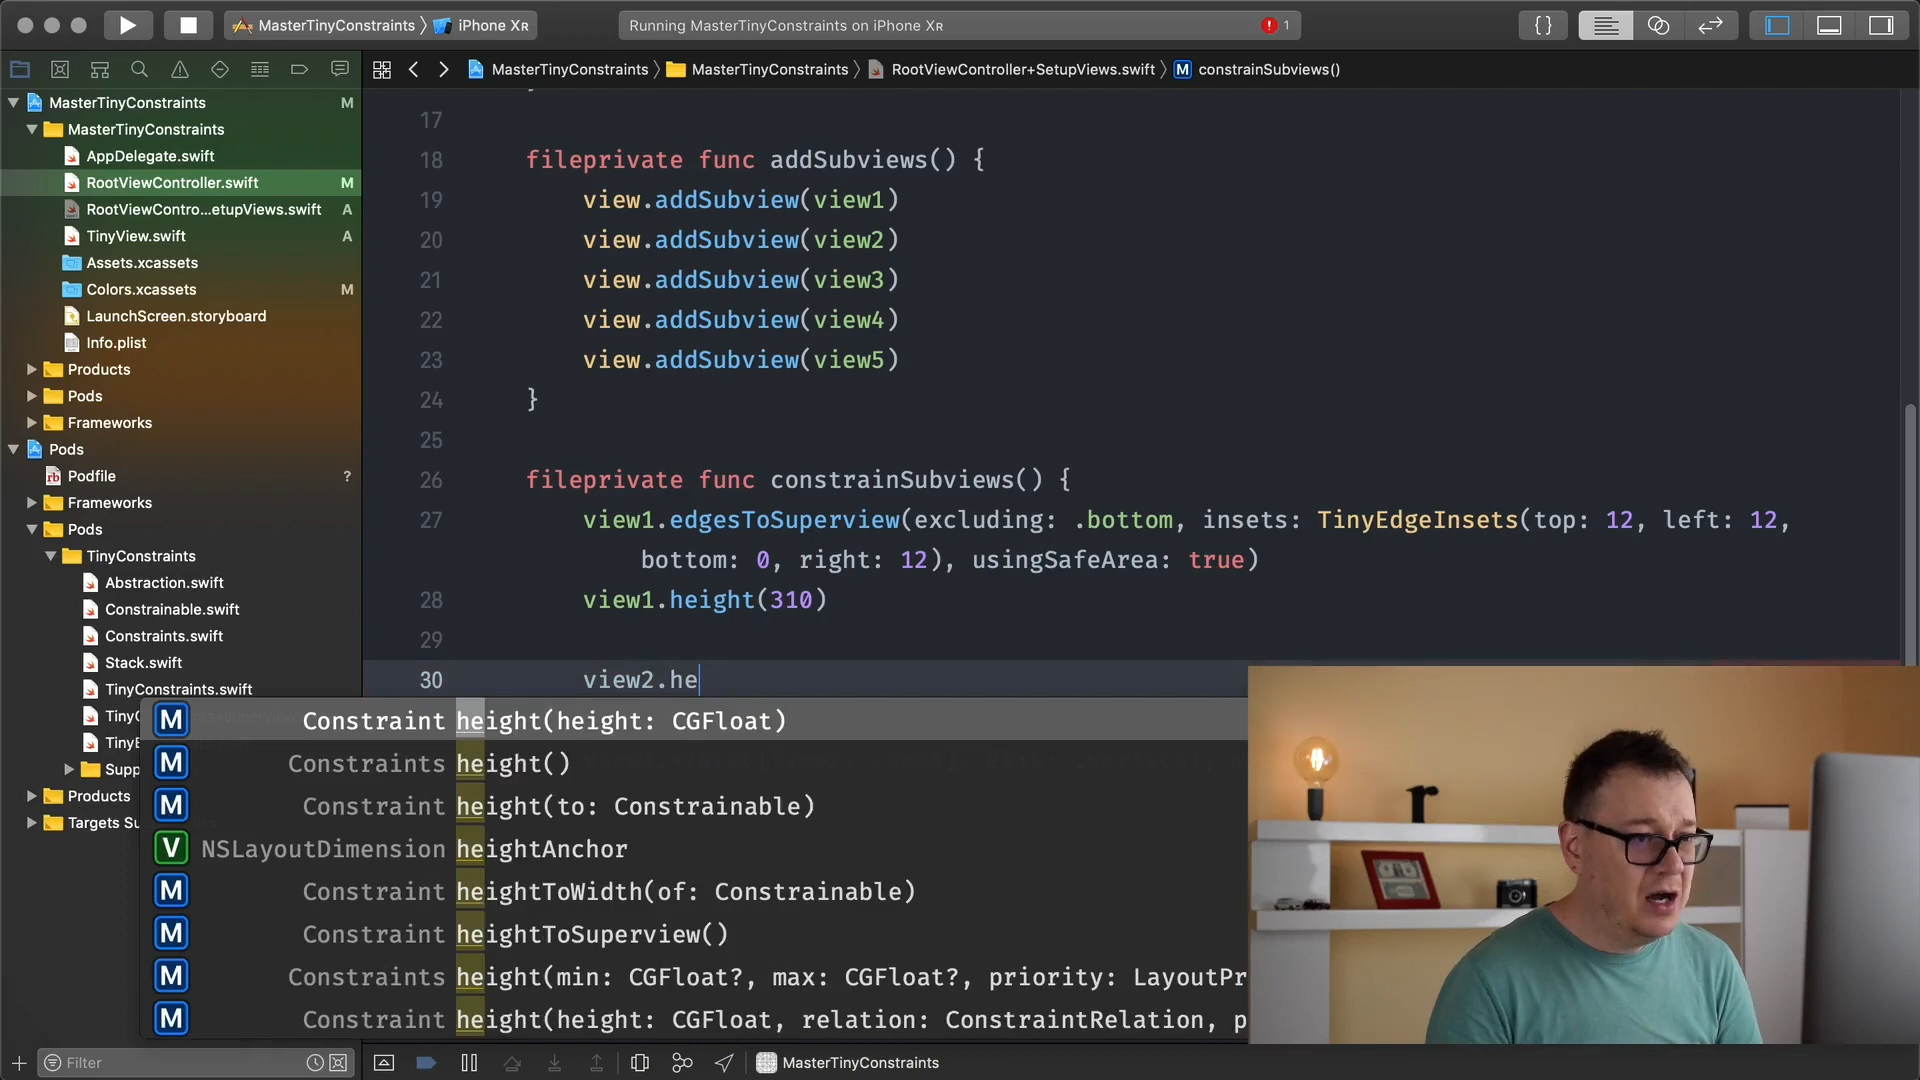 MasterTinyConstraints 〉 iPhone XR
Running MasterTinyConstraints on iPhone XR
1
MasterTinyConstraints 〉 MasterTinyConstraints 〉 RootViewController+SetupViews.swift 〉 M constrainSubviews()
MasterTinyConstraints M
MasterTinyConstraints
AppDelegate.swift
RootViewController.swift M
RootViewContro...etupViews.swift A
TinyView.swift A
Assets.xcassets
Colors.xcassets M
LaunchScreen.storyboard
Info.plist
Products
Pods
Frameworks
Pods
rb Podfile ?
Frameworks
Pods
TinyConstraints
Abstraction.swift
Constrainable.swift
Constraints.swift
Stack.swift
TinyConstraints.swift
Supp
Products
Targets Su
17
18 fileprivate func addSubviews() {
19 view.addSubview(view1)
20 view.addSubview(view2)
21 view.addSubview(view3)
22 view.addSubview(view4)
23 view.addSubview(view5)
24 }
25
26 fileprivate func constrainSubviews() {
27 view1.edgesToSuperview(excluding: .bottom, insets: TinyEdgeInsets(top: 12, left: 12,
bottom: 0, right: 12), usingSafeArea: true)
28 view1.height(310)
29
30 view2.he
M Constraint height(height: CGFloat)
M Constraints height()
M Constraint height(to: Constrainable)
V NSLayoutDimension heightAnchor
M Constraint heightToWidth(of: Constrainable)
M Constraint heightToSuperview()
M Constraints height(min: CGFloat?, max: CGFloat?, priority: LayoutPr
M Constraint height(height: CGFloat, relation: ConstraintRelation, p
Filter
MasterTinyConstraints